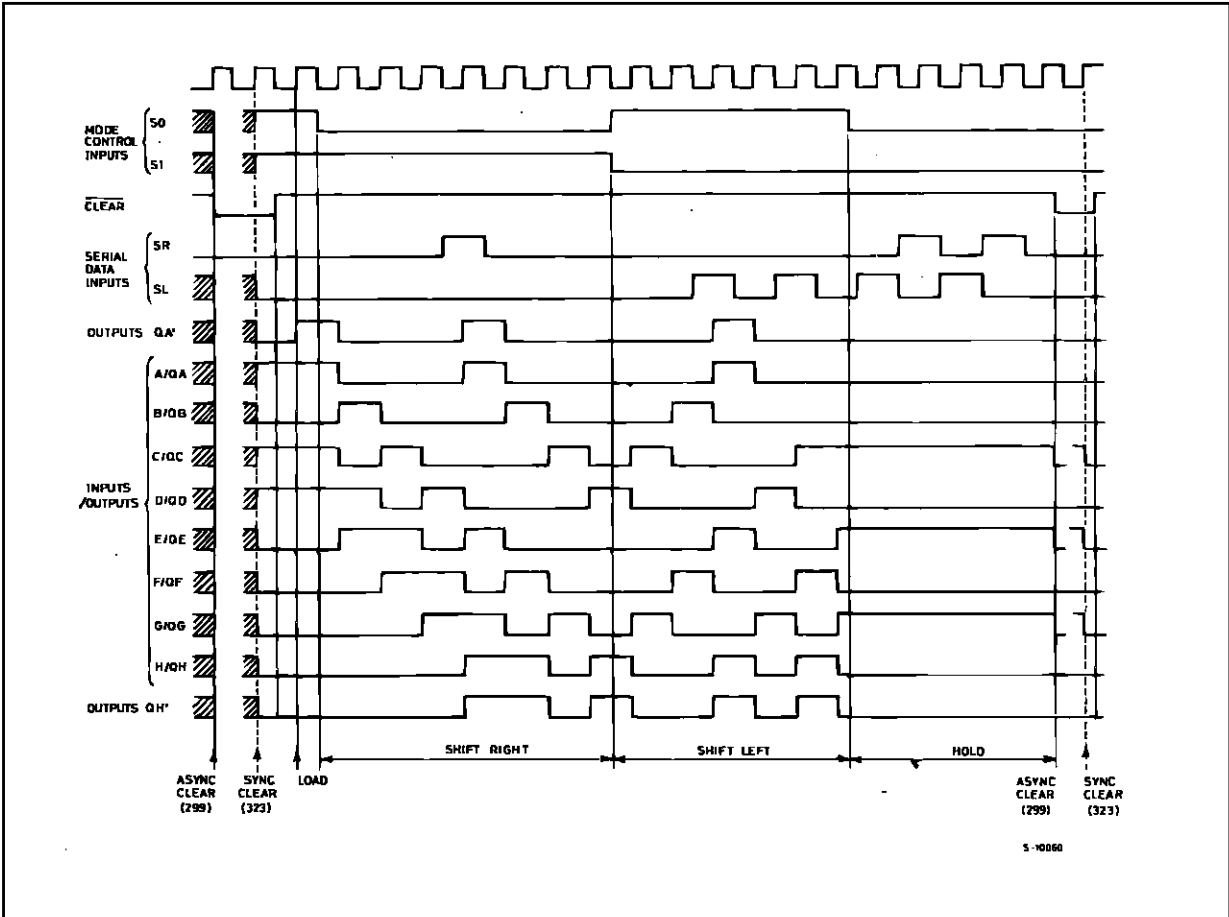 MODE
CONTROL
INPUTS
S0
S1
CLEAR
SERIAL
DATA
INPUTS
SR
SL
OUTPUTS QA'
INPUTS
/OUTPUTS
A/QA
B/QB
C/QC
D/QD
E/QE
F/QF
G/QG
H/QH
OUTPUTS QH'
SHIFT RIGHT
SHIFT LEFT
HOLD
ASYNC
CLEAR
(299)
SYNC
CLEAR
(323)
LOAD
ASYNC
CLEAR
(299)
SYNC
CLEAR
(323)
S-10060